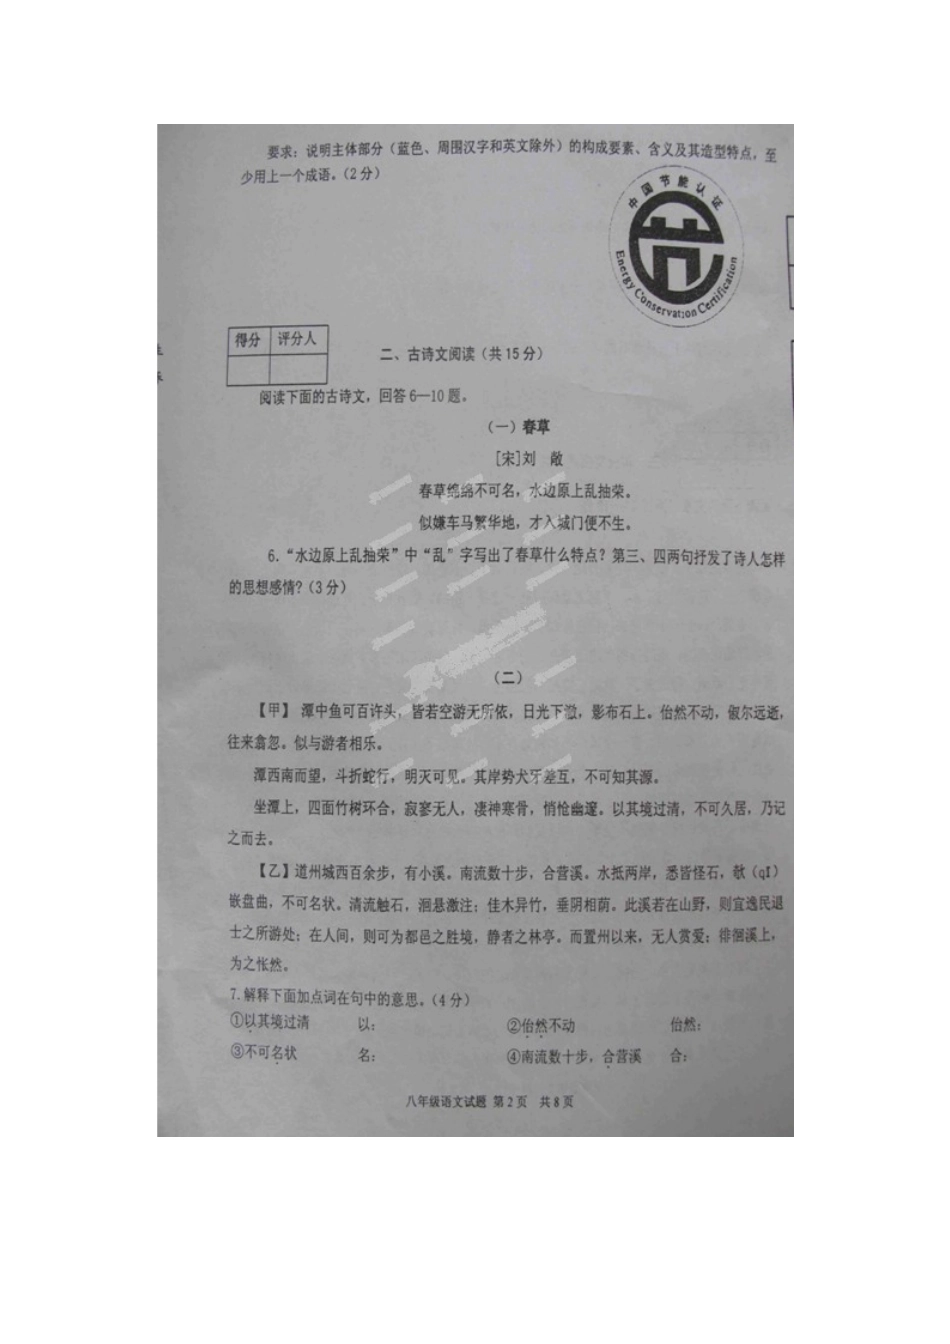 要求：说明主体部分（蓝色、周围汉字和英文除外）的构成要素、含义及其造型特点，至
少用上一个成语。（2分）
中国节能认证
Energy Conservation Certification
得分 评分人
二、古诗文阅读（共15分）
阅读下面的古诗文，回答6—10题。
（一）春草
［宋］刘 敞
春草绵绵不可名，水边原上乱抽荣。
似嫌车马繁华地，才入城门便不生。
6.“水边原上乱抽荣”中“乱”字写出了春草什么特点？第三、四两句抒发了诗人怎样
的思想感情?（3分）
（二）
【甲】 潭中鱼可百许头，皆若空游无所依，日光下澈，影布石上。佁然不动，俶尔远逝，
往来翕忽。似与游者相乐。
潭西南而望，斗折蛇行，明灭可见。其岸势犬牙差互，不可知其源。
坐潭上，四面竹树环合，寂寥无人，凄神寒骨，悄怆幽邃。以其境过清，不可久居，乃记
之而去。
【乙】道州城西百余步，有小溪。南流数十步，合营溪。水抵两岸，悉皆怪石，欹（qI）
嵌盘曲，不可名状。清流触石，洄悬激注；佳木异竹，垂阴相荫。此溪若在山野，则宜逸民退
士之所游处；在人间，则可为都邑之胜境，静者之林亭。而置州以来，无人赏爱；徘徊溪上，
为之怅然。
7.解释下面加点词在句中的意思。（4分）
①以其境过清 以： ②佁然不动 佁然：
③不可名状 名： ④南流数十步，合营溪 合：
八年级语文试题 第2页 共8页